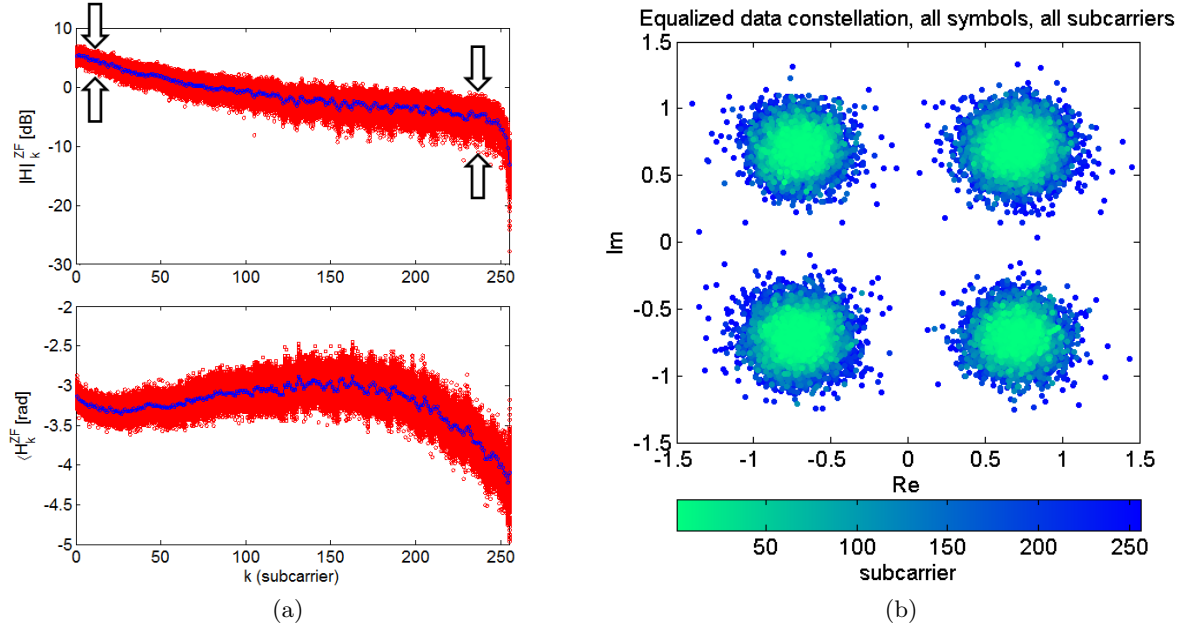 10
0
-10
-20
-30
|H|_k^ZF [dB]
0 50 100 150 200 250
-2
-2.5
-3
-3.5
-4
-4.5
-5
⟨H_k^ZF [rad]
0 50 100 150 200 250
k (subcarrier)
(a)
Equalized data constellation, all symbols, all subcarriers
1.5
1
0.5
0
-0.5
-1
-1.5
Im
-1.5 -1 -0.5 0 0.5 1 1.5
Re
50 100 150 200 250
subcarrier
(b)